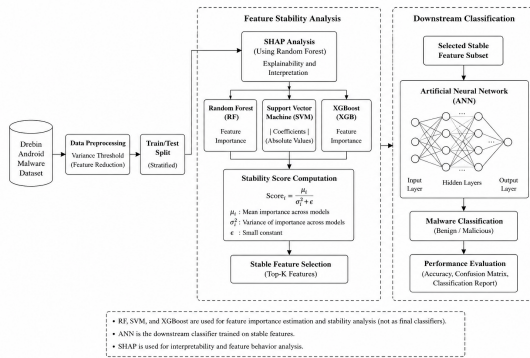 Feature Stability Analysis
SHAP Analysis
(Using Random Forest)
Explainability and
Interpretation
Random Forest
(RF)
Feature
Importance
Support Vector
Machine (SVM)
| Coefficients |
(Absolute Values)
XGBoost
(XGB)
Feature
Importance
Drebin
Android
Malware
Dataset
Data Preprocessing
Variance Threshold
(Feature Reduction)
Train/Test
Split
(Stratified)
Stability Score Computation
Scoreᵢ = μᵢ / (σᵢ² + ϵ)
μᵢ : Mean importance across models
σᵢ² : Variance of importance across models
ϵ : Small constant
Stable Feature Selection
(Top-K Features)
Downstream Classification
Selected Stable
Feature Subset
Artificial Neural Network
(ANN)
Input
Layer
Hidden Layers
Output
Layer
Malware Classification
(Benign / Malicious)
Performance Evaluation
(Accuracy, Confusion Matrix,
Classification Report)
• RF, SVM, and XGBoost are used for feature importance estimation and stability analysis (not as final classifiers).
• ANN is the downstream classifier trained on stable features.
• SHAP is used for interpretability and feature behavior analysis.